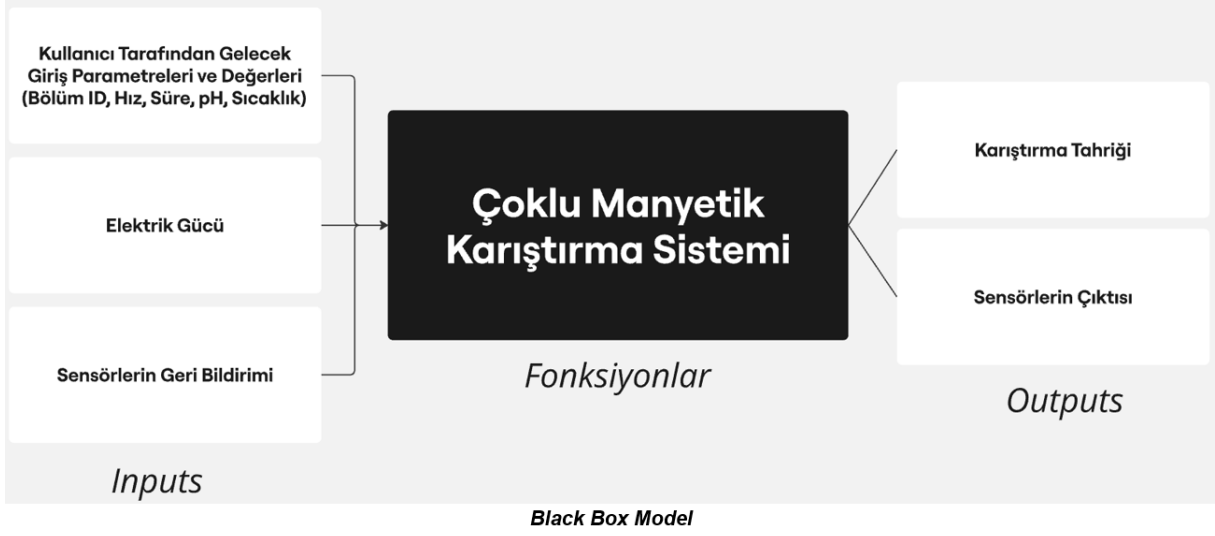 Kullanıcı Tarafından Gelecek
Giriş Parametreleri ve Değerleri
(Bölüm ID, Hız, Süre, pH, Sıcaklık)
Elektrik Gücü
Sensörlerin Geri Bildirimi
Inputs
Çoklu Manyetik
Karıştırma Sistemi
Fonksiyonlar
Karıştırma Tahriği
Sensörlerin Çıktısı
Outputs
Black Box Model